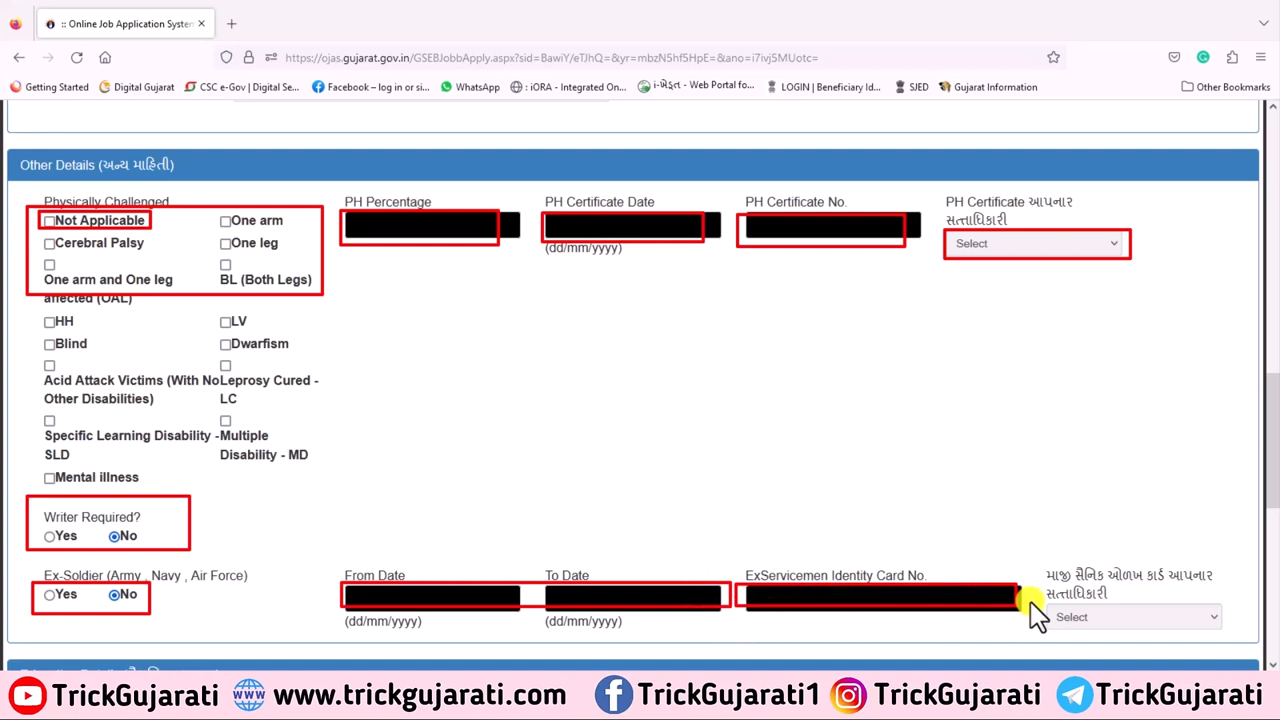 :: Online Job Application System
https://ojas.gujarat.gov.in/GSEBJobbApply.aspx?sid=BawiY/eTJhQ=&yr=mbzN5hf5HpE=&ano=i7ivj5MUotc=
Getting Started Digital Gujarat CSC e-Gov | Digital Se... Facebook – log in or si... WhatsApp : iORA - Integrated On... i-ખેડૂત - Web Portal fo... LOGIN | Beneficiary Id... SJED Gujarat Information Other Bookmarks
Other Details (અન્ય માહિતી)
Physically Challenged PH Percentage PH Certificate Date PH Certificate No. PH Certificate આપનાર
સત્તાધિકારી
Not Applicable One arm
Cerebral Palsy One leg (dd/mm/yyyy) Select
One arm and One leg BL (Both Legs)
affected (OAL)
HH LV
Blind Dwarfism
Acid Attack Victims (With No Leprosy Cured -
Other Disabilities) LC
Specific Learning Disability - Multiple
SLD Disability - MD
Mental illness
Writer Required?
Yes No
Ex-Soldier (Army , Navy , Air Force) From Date To Date ExServicemen Identity Card No. માજી સૈનિક ઓળખ કાર્ડ આપનાર
સત્તાધિકારી
Yes No
(dd/mm/yyyy) (dd/mm/yyyy) Select
TrickGujarati www.trickgujarati.com TrickGujarati1 TrickGujarati TrickGujarati